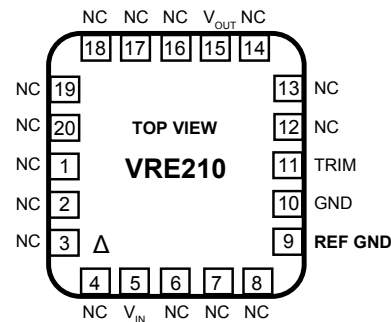 NC NC NC VOUT NC
18 17 16 15 14
NC 19 13 NC
NC 20 TOP VIEW 12 NC
NC 1 VRE210 11 TRIM
NC 2 10 GND
NC 3 Δ 9 REF GND
4 5 6 7 8
NC VIN NC NC NC